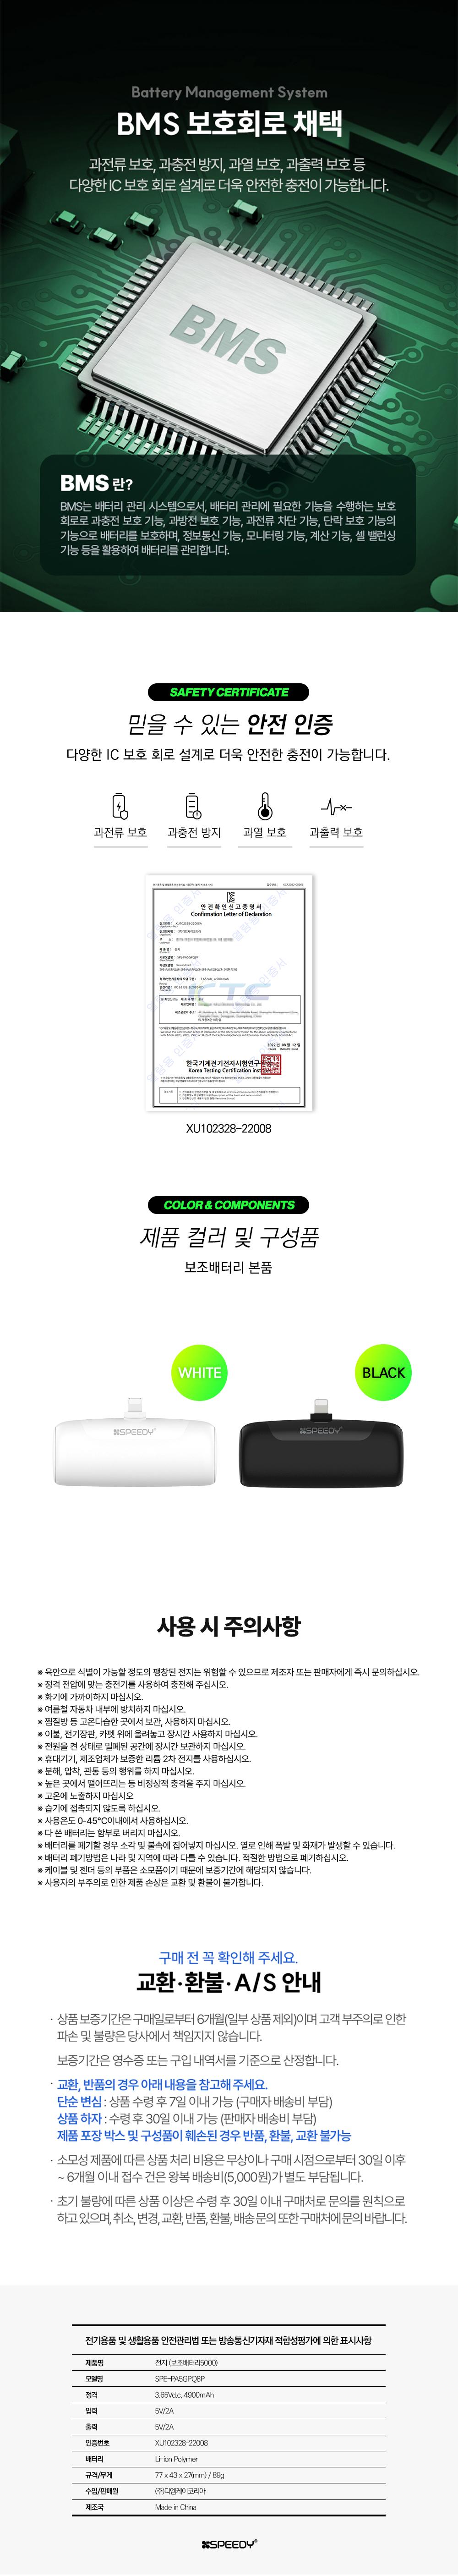 Battery Management System
BMS 보호회로 채택
과전류 보호, 과충전 방지, 과열 보호, 과출력 보호 등
다양한 IC 보호 회로 설계로 더욱 안전한 충전이 가능합니다.
BMS
BMS 란?
BMS는 배터리 관리 시스템으로서, 배터리 관리에 필요한 기능을 수행하는 보호
회로로 과충전 보호 기능, 과방전 보호 기능, 과전류 차단 기능, 단락 보호 기능의
기능으로 배터리를 보호하며, 정보통신 기능, 모니터링 기능, 계산 기능, 셀 밸런싱
기능 등을 활용하여 배터리를 관리합니다.
SAFETY CERTIFICATE
믿을 수 있는 안전 인증
다양한 IC 보호 회로 설계로 더욱 안전한 충전이 가능합니다.
과전류 보호 과충전 방지 과열 보호 과출력 보호
안전확인신고증명서
Confirmation Letter of Declaration
KTC
한국기계전기전자시험연구원
Korea Testing Certification
XU102328-22008
COLOR & COMPONENTS
제품 컬러 및 구성품
보조배터리 본품
WHITE
BLACK
SPEEDY
SPEEDY
사용 시 주의사항
※ 육안으로 식별이 가능할 정도의 팽창된 전지는 위험할 수 있으므로 제조자 또는 판매자에게 즉시 문의하십시오.
※ 정격 전압에 맞는 충전기를 사용하여 충전해 주십시오.
※ 화기에 가까이하지 마십시오.
※ 여름철 자동차 내부에 방치하지 마십시오.
※ 찜질방 등 고온다습한 곳에서 보관, 사용하지 마십시오.
※ 이불, 전기장판, 카펫 위에 올려놓고 장시간 사용하지 마십시오.
※ 전원을 켠 상태로 밀폐된 공간에 장시간 보관하지 마십시오.
※ 휴대기기, 제조업체가 보증한 리튬 2차 전지를 사용하십시오.
※ 분해, 압착, 관통 등의 행위를 하지 마십시오.
※ 높은 곳에서 떨어뜨리는 등 비정상적 충격을 주지 마십시오.
※ 고온에 노출하지 마십시오
※ 습기에 접촉되지 않도록 하십시오.
※ 사용온도 0-45℃이내에서 사용하십시오.
※ 다 쓴 배터리는 함부로 버리지 마십시오.
※ 배터리를 폐기할 경우 소각 및 불속에 집어넣지 마십시오. 열로 인해 폭발 및 화재가 발생할 수 있습니다.
※ 배터리 폐기방법은 나라 및 지역에 따라 다를 수 있습니다. 적절한 방법으로 폐기하십시오.
※ 케이블 및 젠더 등의 부품은 소모품이기 때문에 보증기간에 해당되지 않습니다.
※ 사용자의 부주의로 인한 제품 손상은 교환 및 환불이 불가합니다.
구매 전 꼭 확인해 주세요.
교환·환불·A/S 안내
· 상품 보증기간은 구매일로부터 6개월(일부 상품 제외)이며 고객 부주의로 인한
파손 및 불량은 당사에서 책임지지 않습니다.
보증기간은 영수증 또는 구입 내역서를 기준으로 산정합니다.
· 교환, 반품의 경우 아래 내용을 참고해 주세요.
단순 변심 : 상품 수령 후 7일 이내 가능 (구매자 배송비 부담)
상품 하자 : 수령 후 30일 이내 가능 (판매자 배송비 부담)
제품 포장 박스 및 구성품이 훼손된 경우 반품, 환불, 교환 불가능
· 소모성 제품에 따른 상품 처리 비용은 무상이나 구매 시점으로부터 30일 이후
~ 6개월 이내 접수 건은 왕복 배송비(5,000원)가 별도 부담됩니다.
· 초기 불량에 따른 상품 이상은 수령 후 30일 이내 구매처로 문의를 원칙으로
하고 있으며, 취소, 변경, 교환, 반품, 환불, 배송 문의 또한 구매처에 문의 바랍니다.
전기용품 및 생활용품 안전관리법 또는 방송통신기자재 적합성평가에 의한 표시사항
제품명 전지 (보조배터리5000)
모델명 SPE-PA5GPQ8P
정격 3.65Vd.c, 4900mAh
입력 5V/2A
출력 5V/2A
인증번호 XU102328-22008
배터리 Li-ion Polymer
규격/무게 77 x 43 x 27(mm) / 89g
수입/판매원 (주)디엠케이코리아
제조국 Made in China
SPEEDY